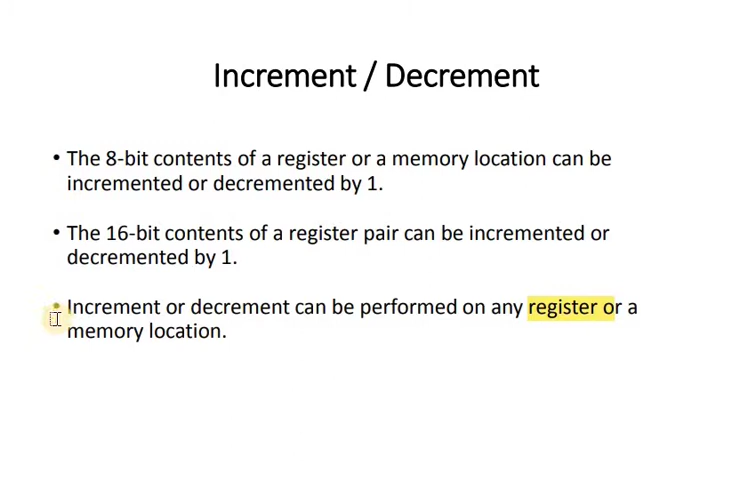 Increment / Decrement
• The 8-bit contents of a register or a memory location can be
incremented or decremented by 1.
• The 16-bit contents of a register pair can be incremented or
decremented by 1.
• Increment or decrement can be performed on any register or a
memory location.